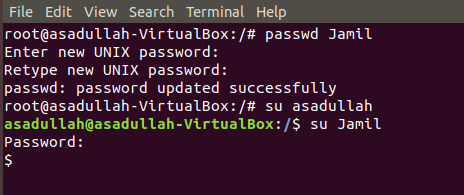 File Edit View Search Terminal Help
root@asadullah-VirtualBox:/# passwd Jamil
Enter new UNIX password:
Retype new UNIX password:
passwd: password updated successfully
root@asadullah-VirtualBox:/# su asadullah
asadullah@asadullah-VirtualBox:/$ su Jamil
Password:
$